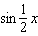 sin 1/2 x